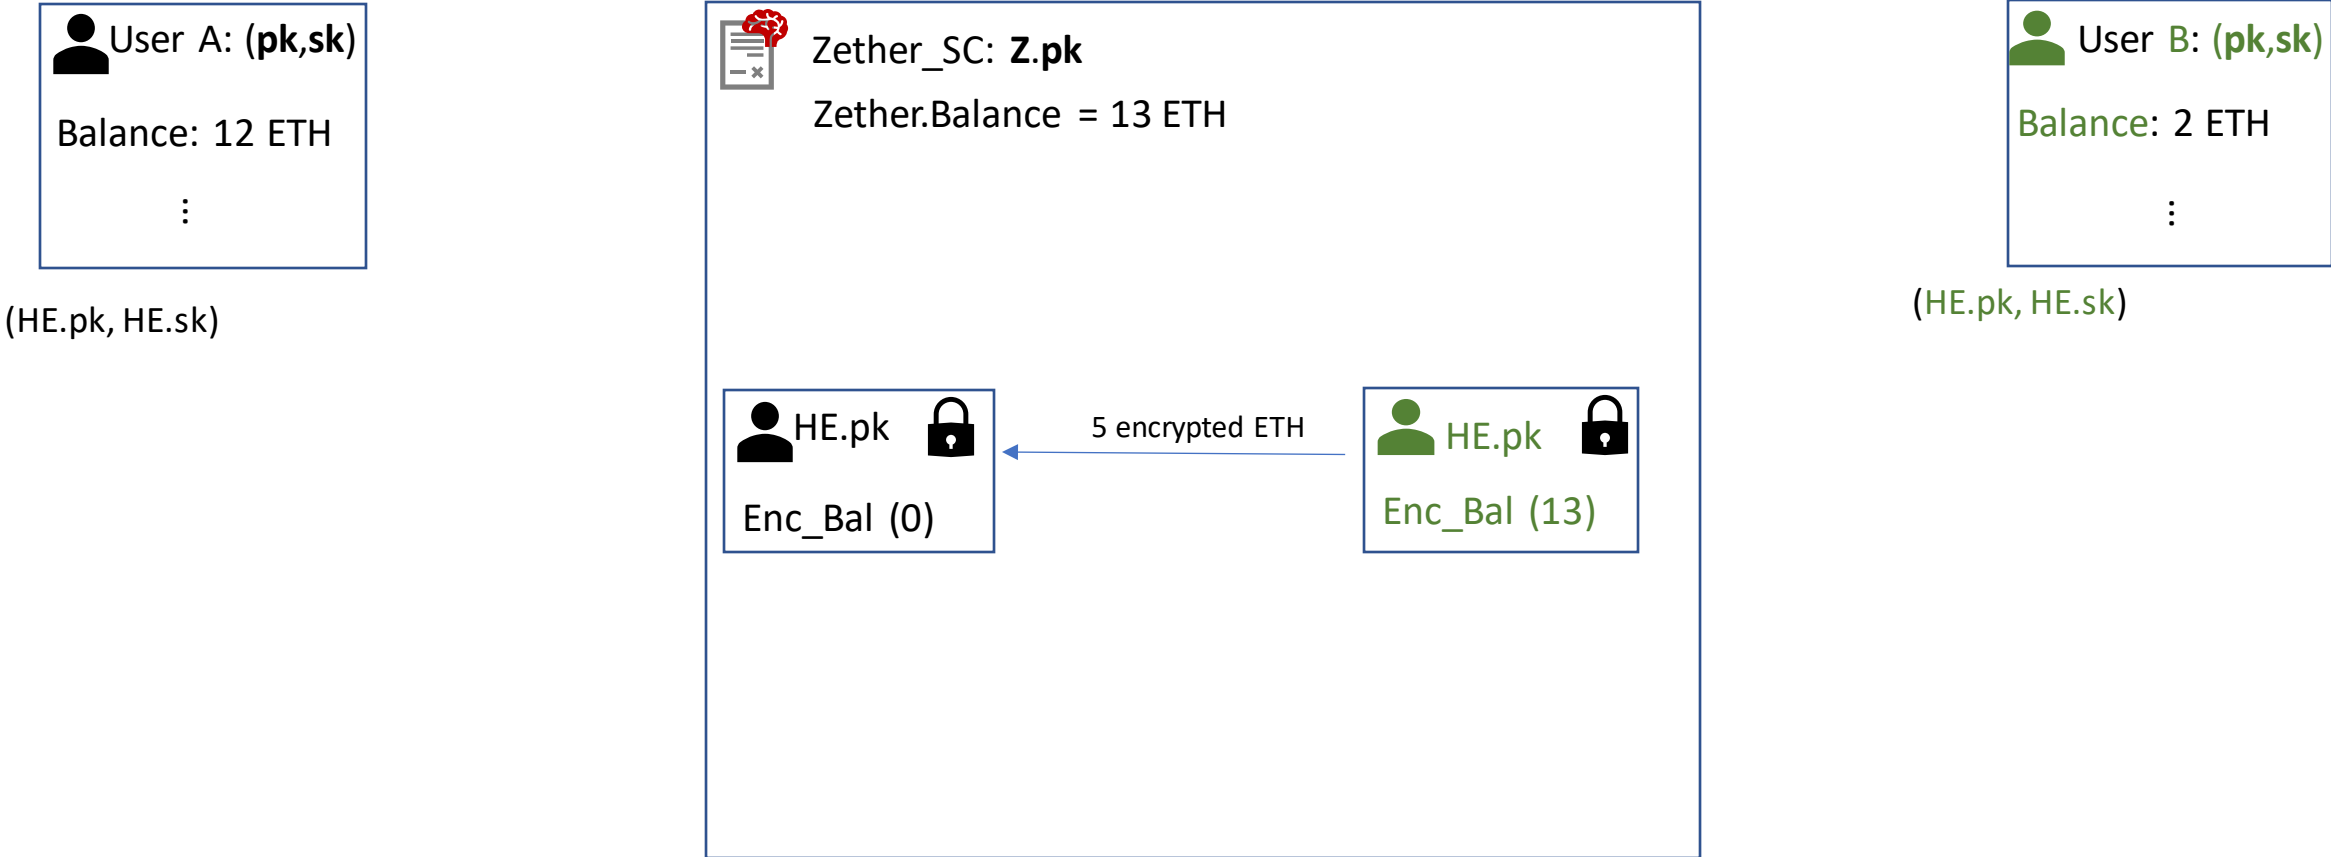 User A: (pk,sk)
Balance: 12 ETH
⋮
(HE.pk, HE.sk)
Zether_SC: Z.pk
Zether.Balance = 13 ETH
HE.pk
Enc_Bal (0)
5 encrypted ETH
HE.pk
Enc_Bal (13)
User B: (pk,sk)
Balance: 2 ETH
⋮
(HE.pk, HE.sk)